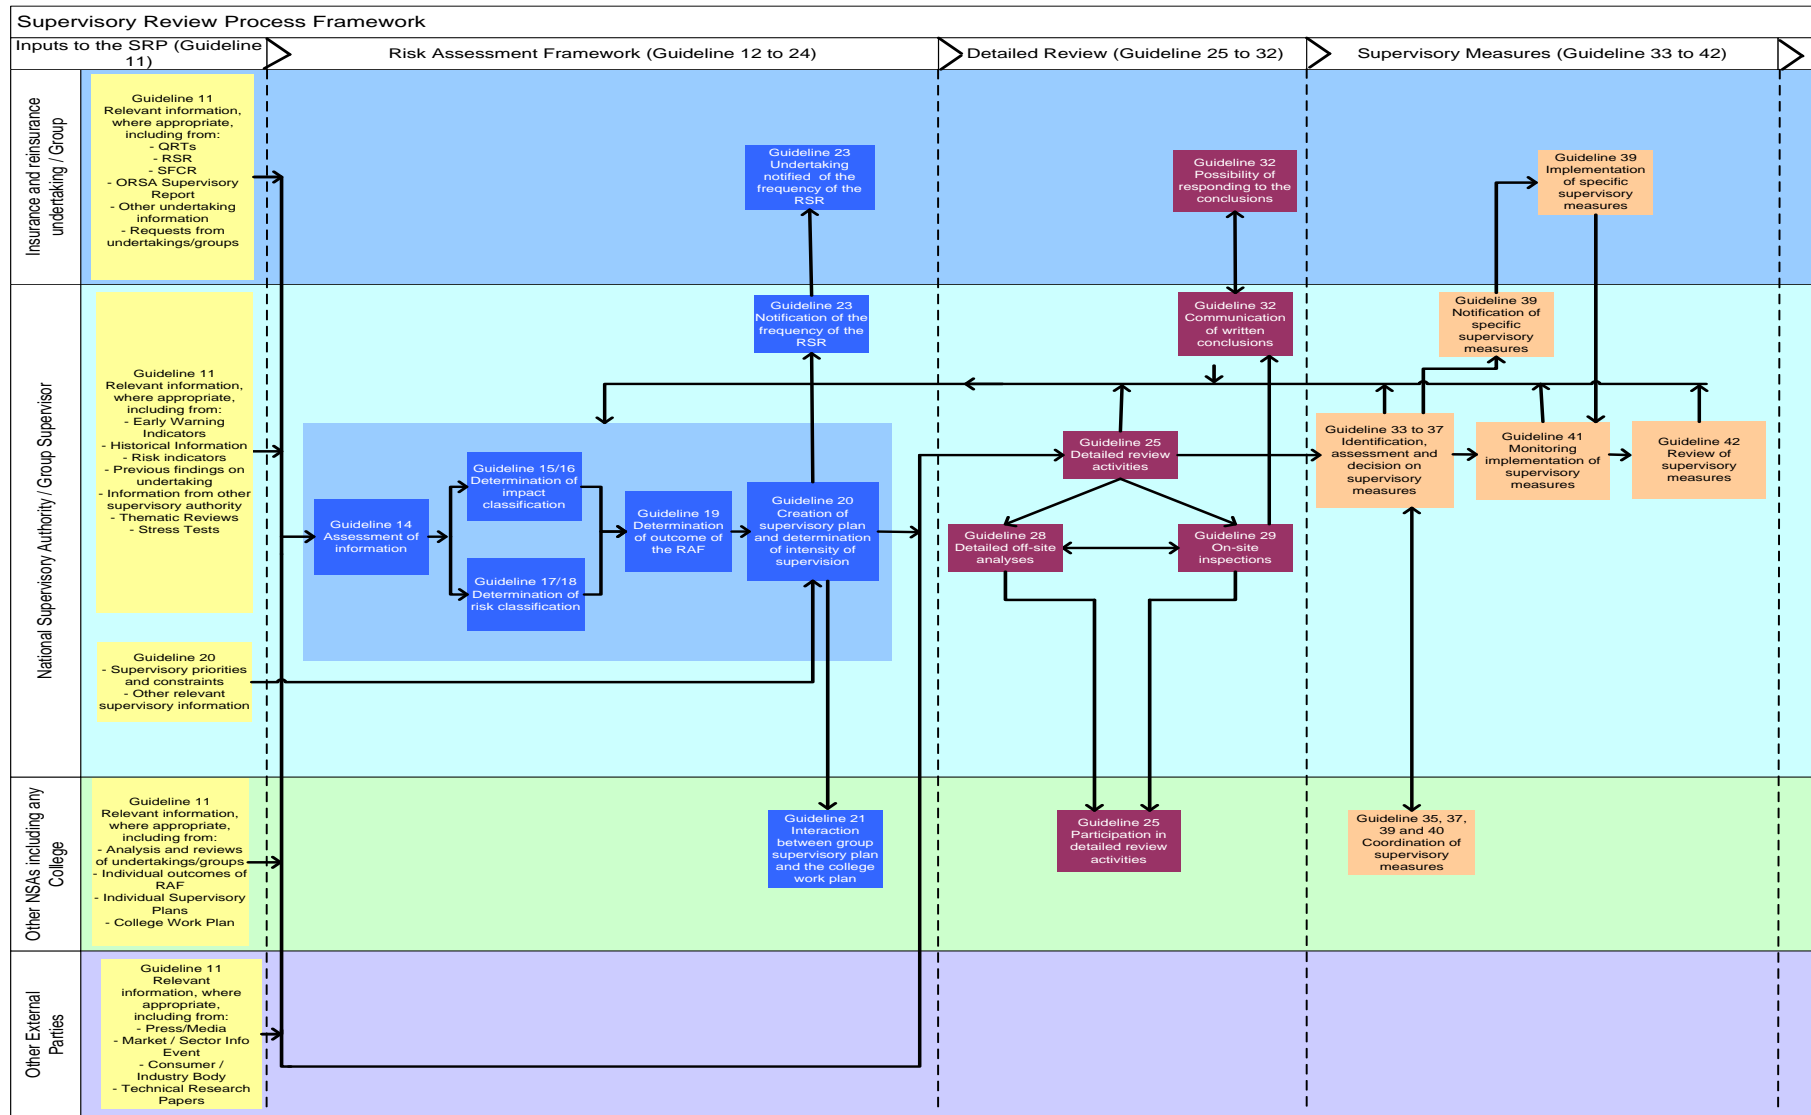 Supervisory Review Process Framework
Inputs to the SRP (Guideline
11)
Risk Assessment Framework (Guideline 12 to 24)
Detailed Review (Guideline 25 to 32)
Supervisory Measures (Guideline 33 to 42)
Insurance and reinsurance
undertaking / Group
Guideline 11
Relevant information,
where appropriate,
including from:
- QRTs
- RSR
- SFCR
- ORSA Supervisory
Report
- Other undertaking
information
- Requests from
undertakings/groups
Guideline 23
Undertaking
notified of the
frequency of the
RSR
Guideline 32
Possibility of
responding to the
conclusions
Guideline 39
Implementation
of specific
supervisory
measures
National Supervisory Authority / Group Supervisor
Guideline 11
Relevant information,
where appropriate,
including from:
- Early Warning
Indicators
- Historical Information
- Risk indicators
- Previous findings on
undertaking
- Information from other
supervisory authority
- Thematic Reviews
- Stress Tests
Guideline 20
- Supervisory priorities
and constraints
- Other relevant
supervisory information
Guideline 14
Assessment of
information
Guideline 15/16
Determination of
impact
classification
Guideline 17/18
Determination of
risk classification
Guideline 19
Determination
of outcome of
the RAF
Guideline 23
Notification of the
frequency of the
RSR
Guideline 20
Creation of
supervisory plan
and determination
of intensity of
supervision
Guideline 32
Communication
of written
conclusions
Guideline 25
Detailed review
activities
Guideline 28
Detailed off-site
analyses
Guideline 29
On-site
inspections
Guideline 39
Notification of
specific
supervisory
measures
Guideline 33 to 37
Identification,
assessment and
decision on
supervisory
measures
Guideline 41
Monitoring
implementation of
supervisory
measures
Guideline 42
Review of
supervisory
measures
Other NSAs including any
College
Guideline 11
Relevant information,
where appropriate,
including from:
- Analysis and reviews
of undertakings/groups
- Individual outcomes of
RAF
- Individual Supervisory
Plans
- College Work Plan
Guideline 21
Interaction
between group
supervisory plan
and the college
work plan
Guideline 25
Participation in
detailed review
activities
Guideline 35, 37,
39 and 40
Coordination of
supervisory
measures
Other External
Parties
Guideline 11
Relevant
information, where
appropriate,
including from:
- Press/Media
- Market / Sector Info
Event
- Consumer /
Industry Body
- Technical Research
Papers